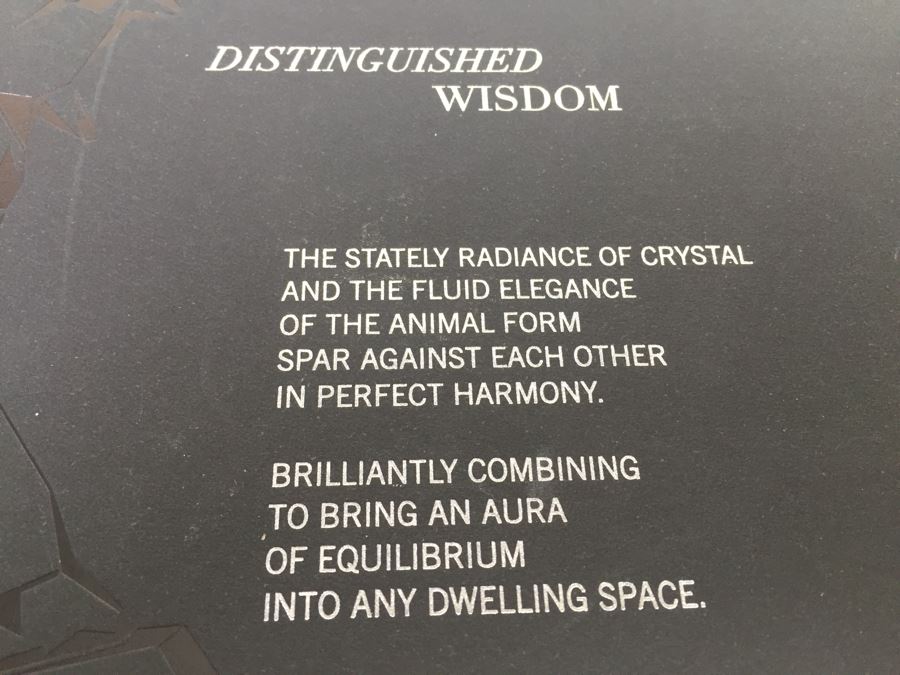 DISTINGUISHED
WISDOM
THE STATELY RADIANCE OF CRYSTAL
AND THE FLUID ELEGANCE
OF THE ANIMAL FORM
SPAR AGAINST EACH OTHER
IN PERFECT HARMONY.
BRILLIANTLY COMBINING
TO BRING AN AURA
OF EQUILIBRIUM
INTO ANY DWELLING SPACE.